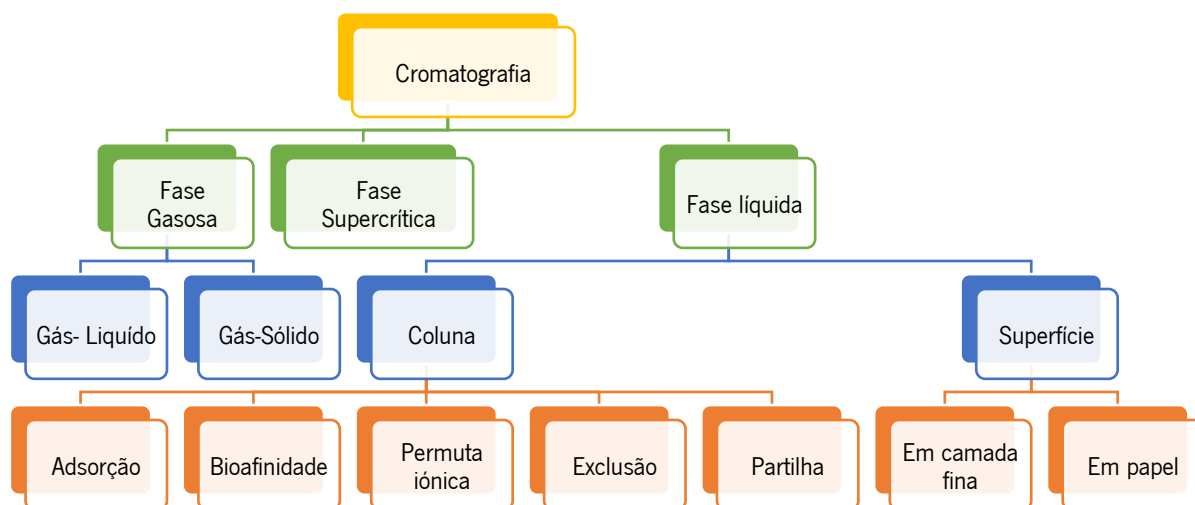 Cromatografia
Fase
Gasosa
Fase
Supercrítica
Fase líquida
Gás- Liquído
Gás-Sólido
Coluna
Superfície
Adsorção
Bioafinidade
Permuta
iónica
Exclusão
Partilha
Em camada
fina
Em papel